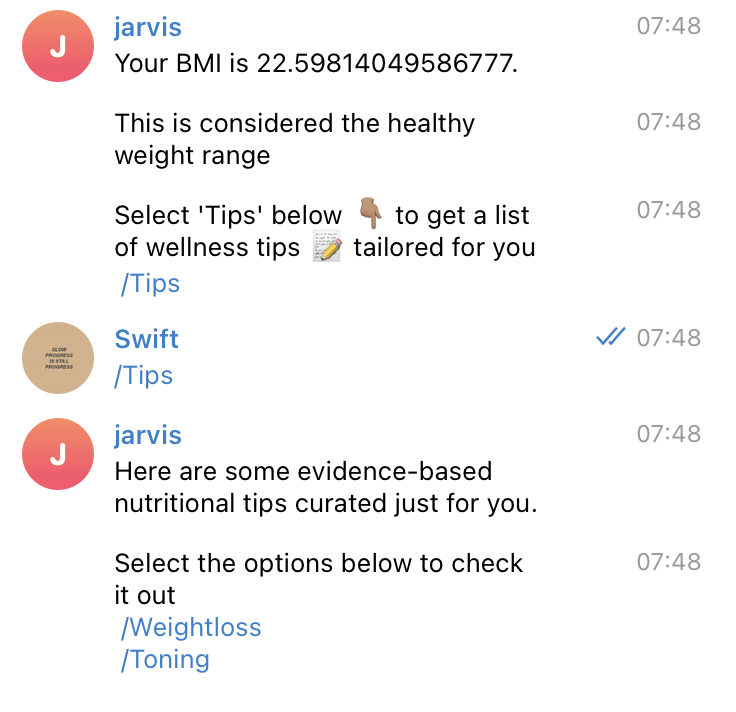 J
jarvis
07:48
Your BMI is 22.59814049586777.
This is considered the healthy
07:48
weight range
Select 'Tips' below 👇🏽 to get a list
07:48
of wellness tips 📝 tailored for you
/Tips
SLOW
PROGRESS
IS STILL
PROGRESS
Swift
07:48
/Tips
J
jarvis
07:48
Here are some evidence-based
nutritional tips curated just for you.
Select the options below to check
07:48
it out
/Weightloss
/Toning